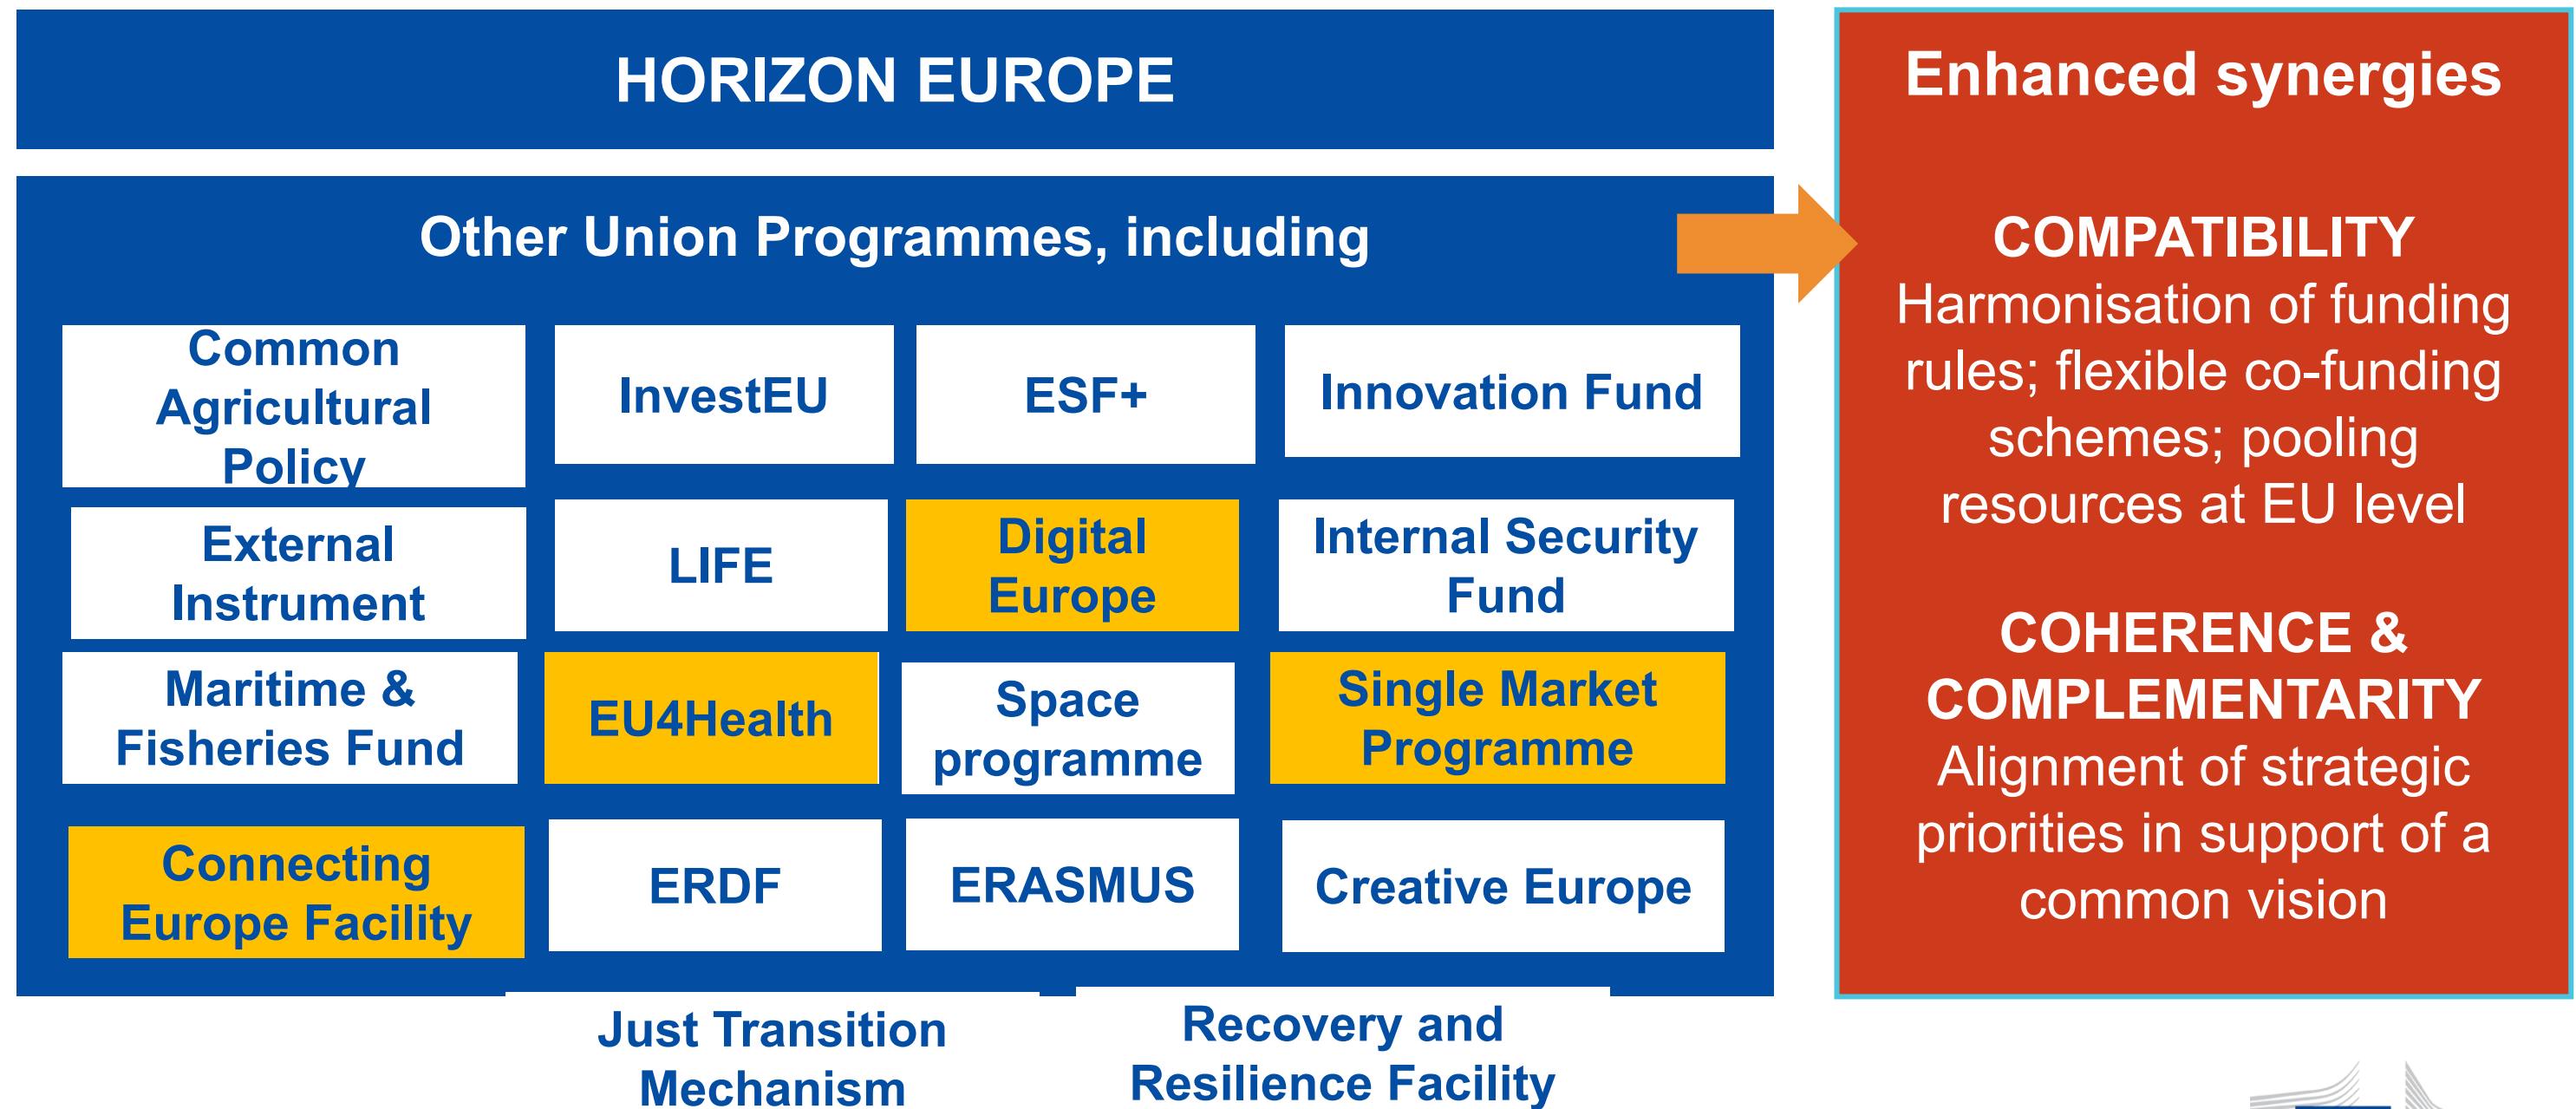 HORIZON EUROPE
Other Union Programmes, including
Common
Agricultural
Policy
InvestEU
ESF+
Innovation Fund
External
Instrument
LIFE
Digital
Europe
Internal Security
Fund
Maritime &
Fisheries Fund
EU4Health
Space
programme
Single Market
Programme
Connecting
Europe Facility
ERDF
ERASMUS
Creative Europe
Just Transition
Mechanism
Recovery and
Resilience Facility
Enhanced synergies
COMPATIBILITY
Harmonisation of funding
rules; flexible co-funding
schemes; pooling
resources at EU level
COHERENCE &
COMPLEMENTARITY
Alignment of strategic
priorities in support of a
common vision